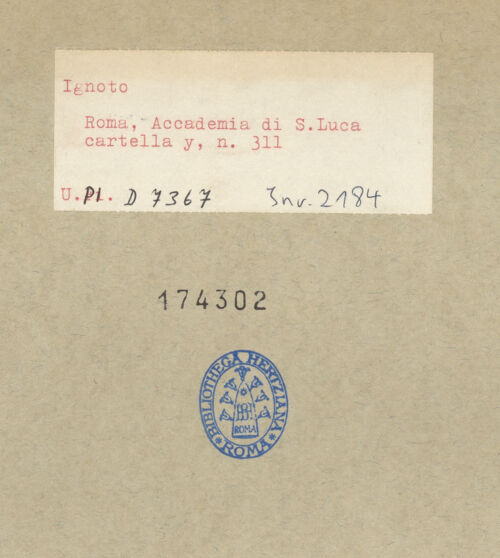 Ignoto
Roma, Accademia di S.Luca
cartella y, n. 311
U.Pl. D 7367 Inv. 2184
174302
BIBLIOTHECA HERTZIANA
ROMA
ROMA